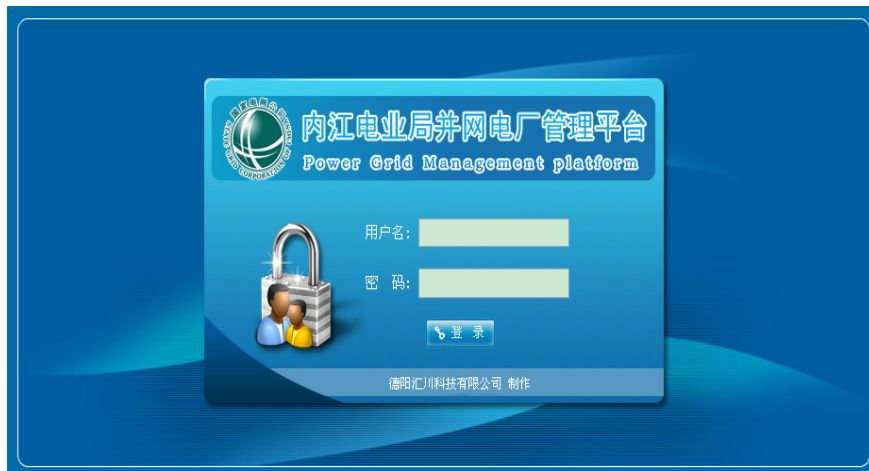 内江电业局并网电厂管理平台
Power Grid Management platform
用户名:
密 码:
登 录
德阳汇川科技有限公司 制作